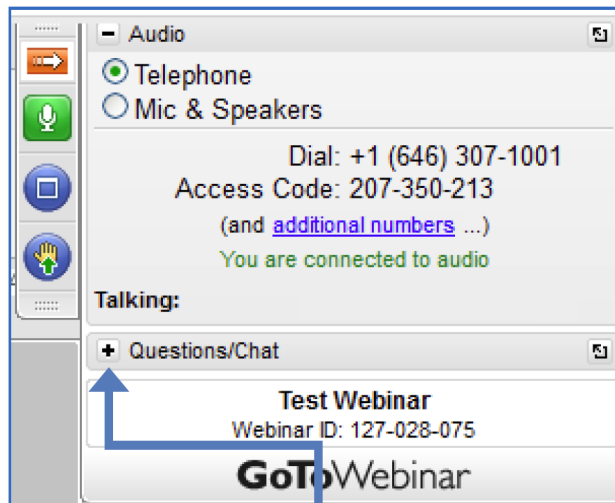 Audio
Telephone
Mic & Speakers
Dial: +1 (646) 307-1001
Access Code: 207-350-213
(and additional numbers ...)
You are connected to audio
Talking:
Questions/Chat
Test Webinar
Webinar ID: 127-028-075
GoToWebinar